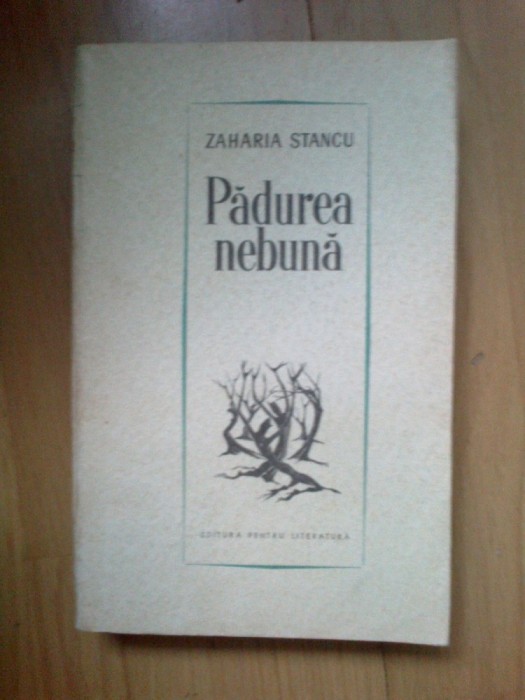 ZAHARIA STANCU
Pădurea
nebună
EDITURA PENTRU LITERATURĂ